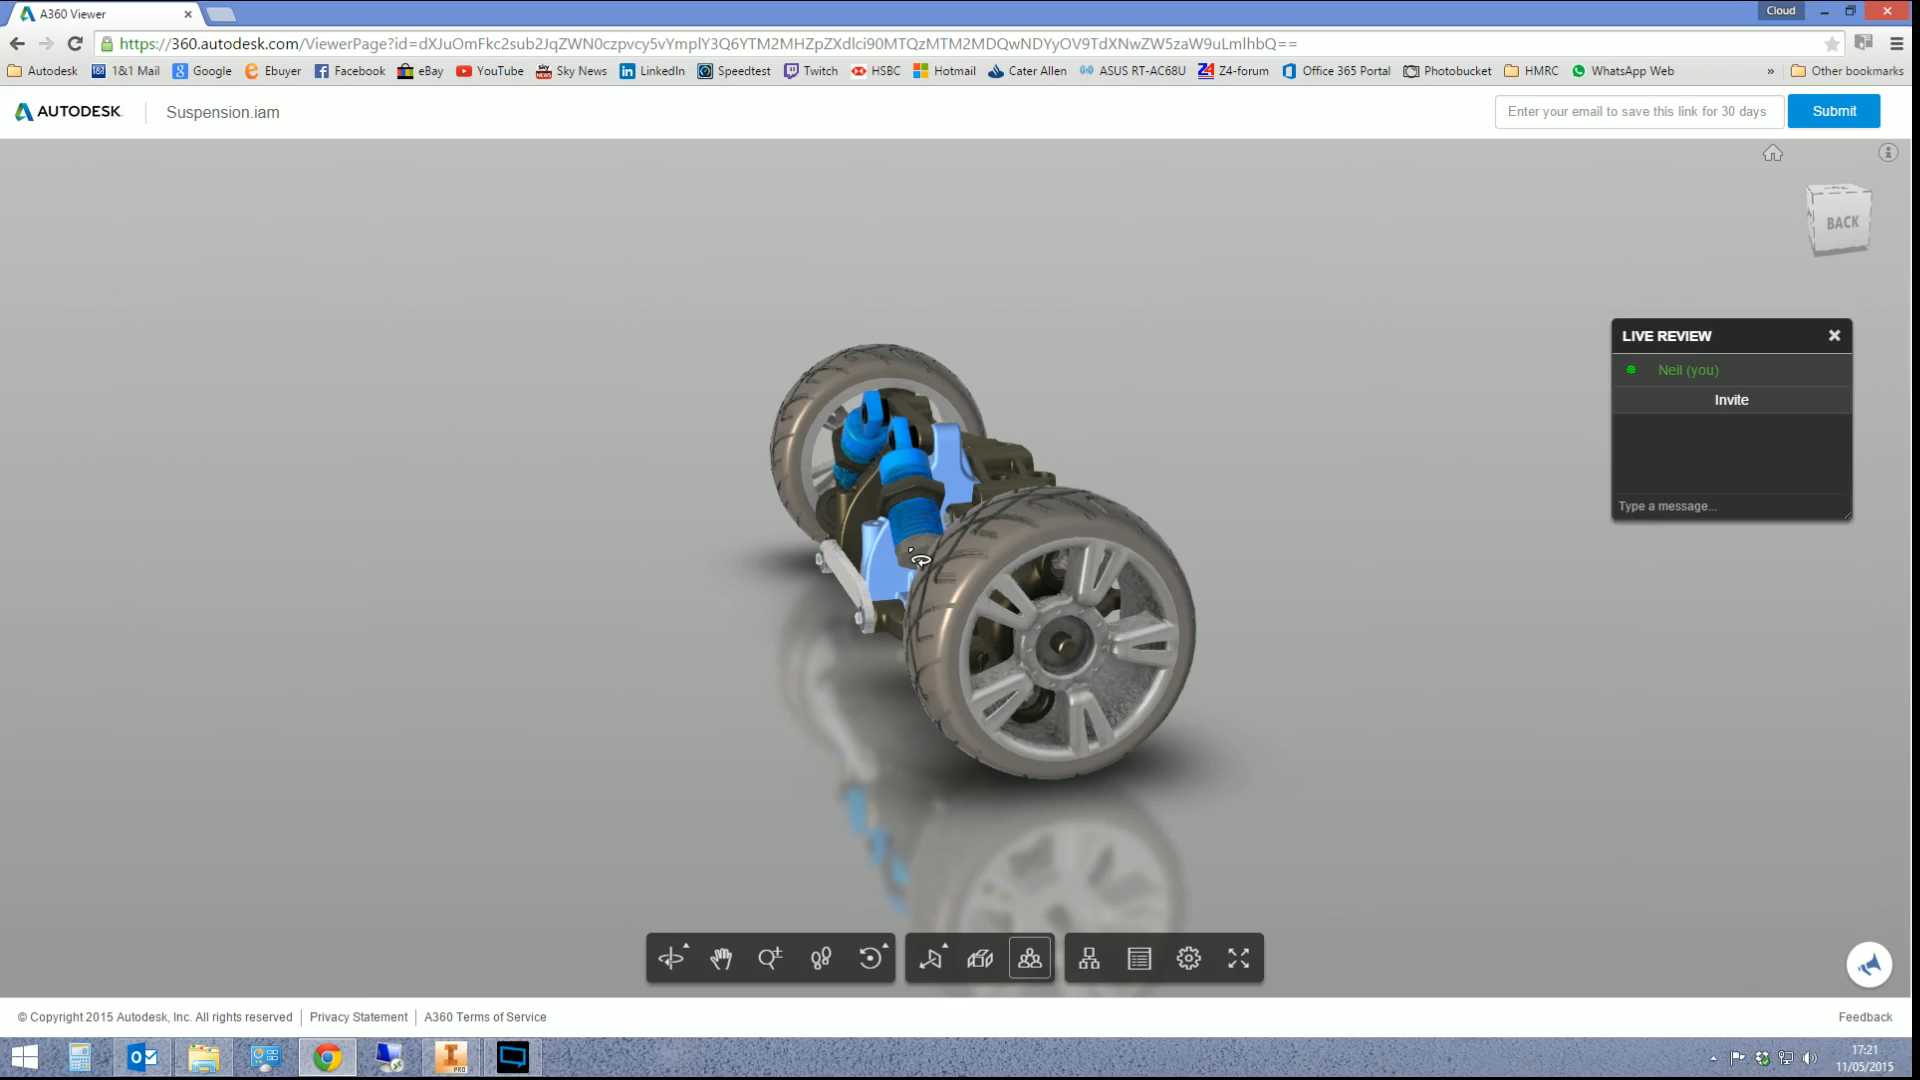 A360 Viewer
Cloud
https://360.autodesk.com/ViewerPage?id=dXJuOmFkc2sub2JqZWN0czpvcy5vYmplY3Q6YTM2MHZpZXdlci90MTQzMTM2MDQwNDYyOV9TdXNwZW5zaW9uLmlhbQ==
Autodesk 1&1 Mail Google Ebuyer Facebook eBay YouTube Sky News LinkedIn Speedtest Twitch HSBC Hotmail Cater Allen ASUS RT-AC68U Z4-forum Office 365 Portal Photobucket HMRC WhatsApp Web » Other bookmarks
AUTODESK. Suspension.iam Enter your email to save this link for 30 days Submit
BACK
LIVE REVIEW
Neil (you)
Invite
Type a message...
© Copyright 2015 Autodesk, Inc. All rights reserved Privacy Statement A360 Terms of Service Feedback
17:21
11/05/2015